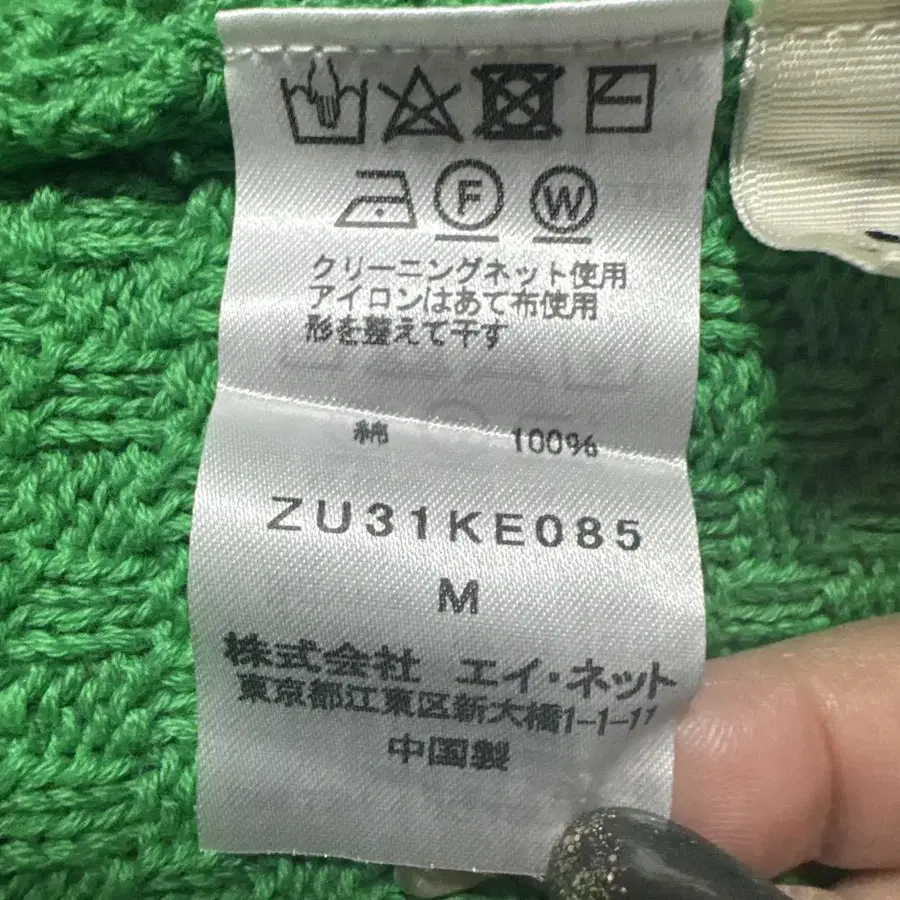 F W
クリーニングネット使用
アイロンはあて布使用
形を整えて干す
綿 100%
ZU31KE085
M
株式会社 エイ・ネット
東京都江東区新大橋1-1-11
中国製